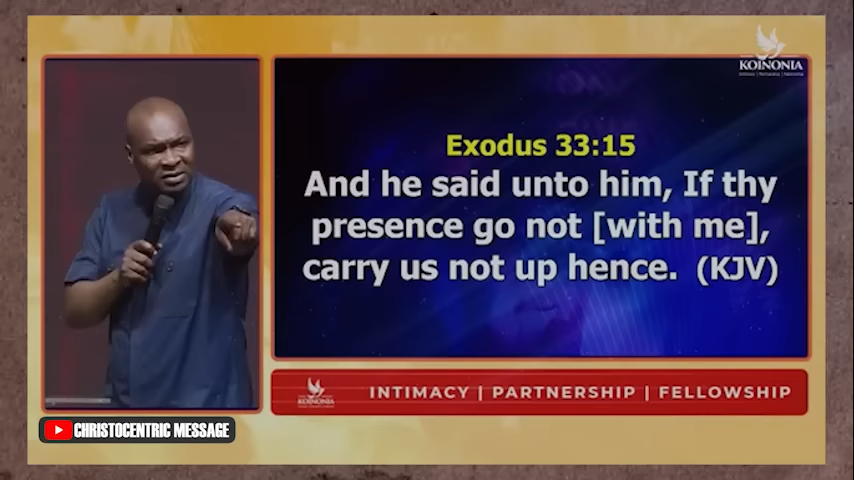 KOINONIA
Exodus 33:15
And he said unto him, If thy
presence go not [with me],
carry us not up hence. (KJV)
KOINONIA
INTIMACY | PARTNERSHIP | FELLOWSHIP
CHRISTOCENTRIC MESSAGE